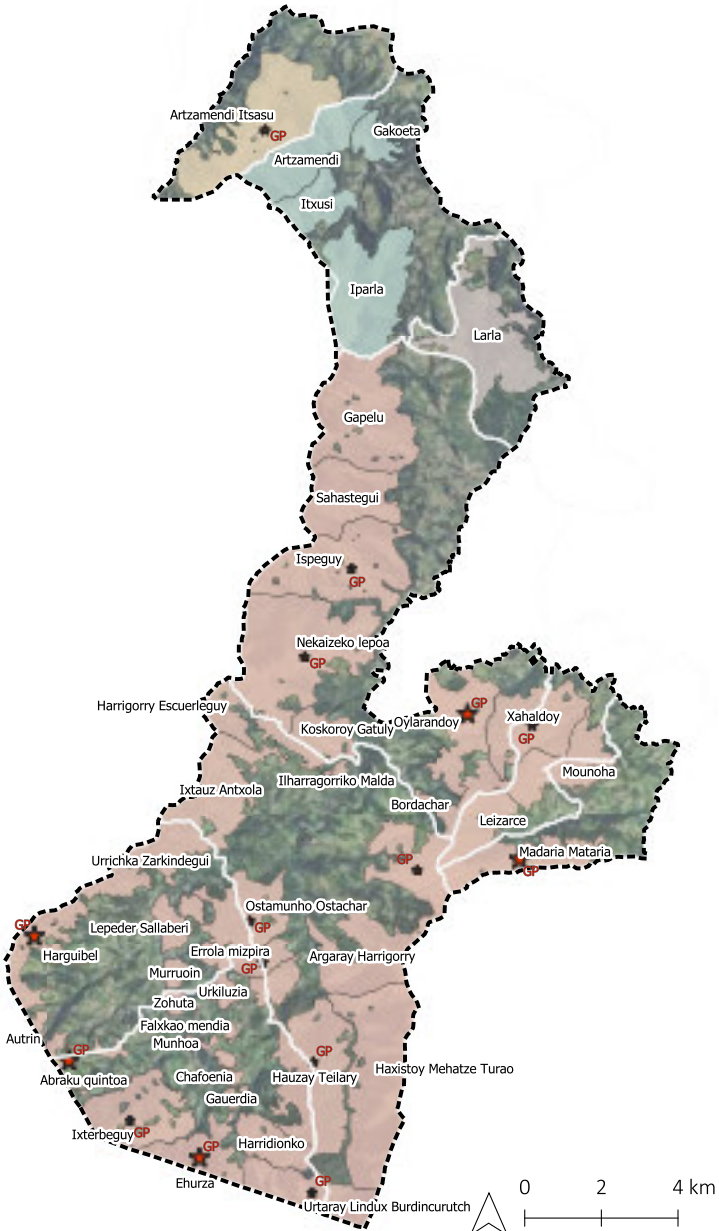 Artzamendi Itsasu
GP
Gakoeta
Artzamendi
Itxusi
Iparla
Larla
Gapelu
Sahastegui
Ispeguy
GP
Nekaizeko lepoa
GP
Harrigorry Escuerleguy
GP
Koskoroy Gatuly
Oylarandoy
Xahaldoy
GP
Ilharragorriko Malda
Mounoha
Ixtauz Antxola
Bordachar
Leizarce
Urrichka Zarkindegui
GP
Madaria Mataria
GP
Ostamunho Ostachar
GP
Lepeder Sallaberi
GP
Harguibel
Errola mizpira
Argaray Harrigorry
GP
Murruoin
Urkiluzia
Zohuta
Falxkao mendia
Autrin
Munhoa
GP
GP
Abraku quintoa
Chafoenia
Hauzay Teilary
Haxistoy Mehatze Turao
Gauerdia
Ixterbeguy
GP
GP
Harridionko
Ehurza
GP
Urtaray Lindux Burdincurutch
0 2 4 km